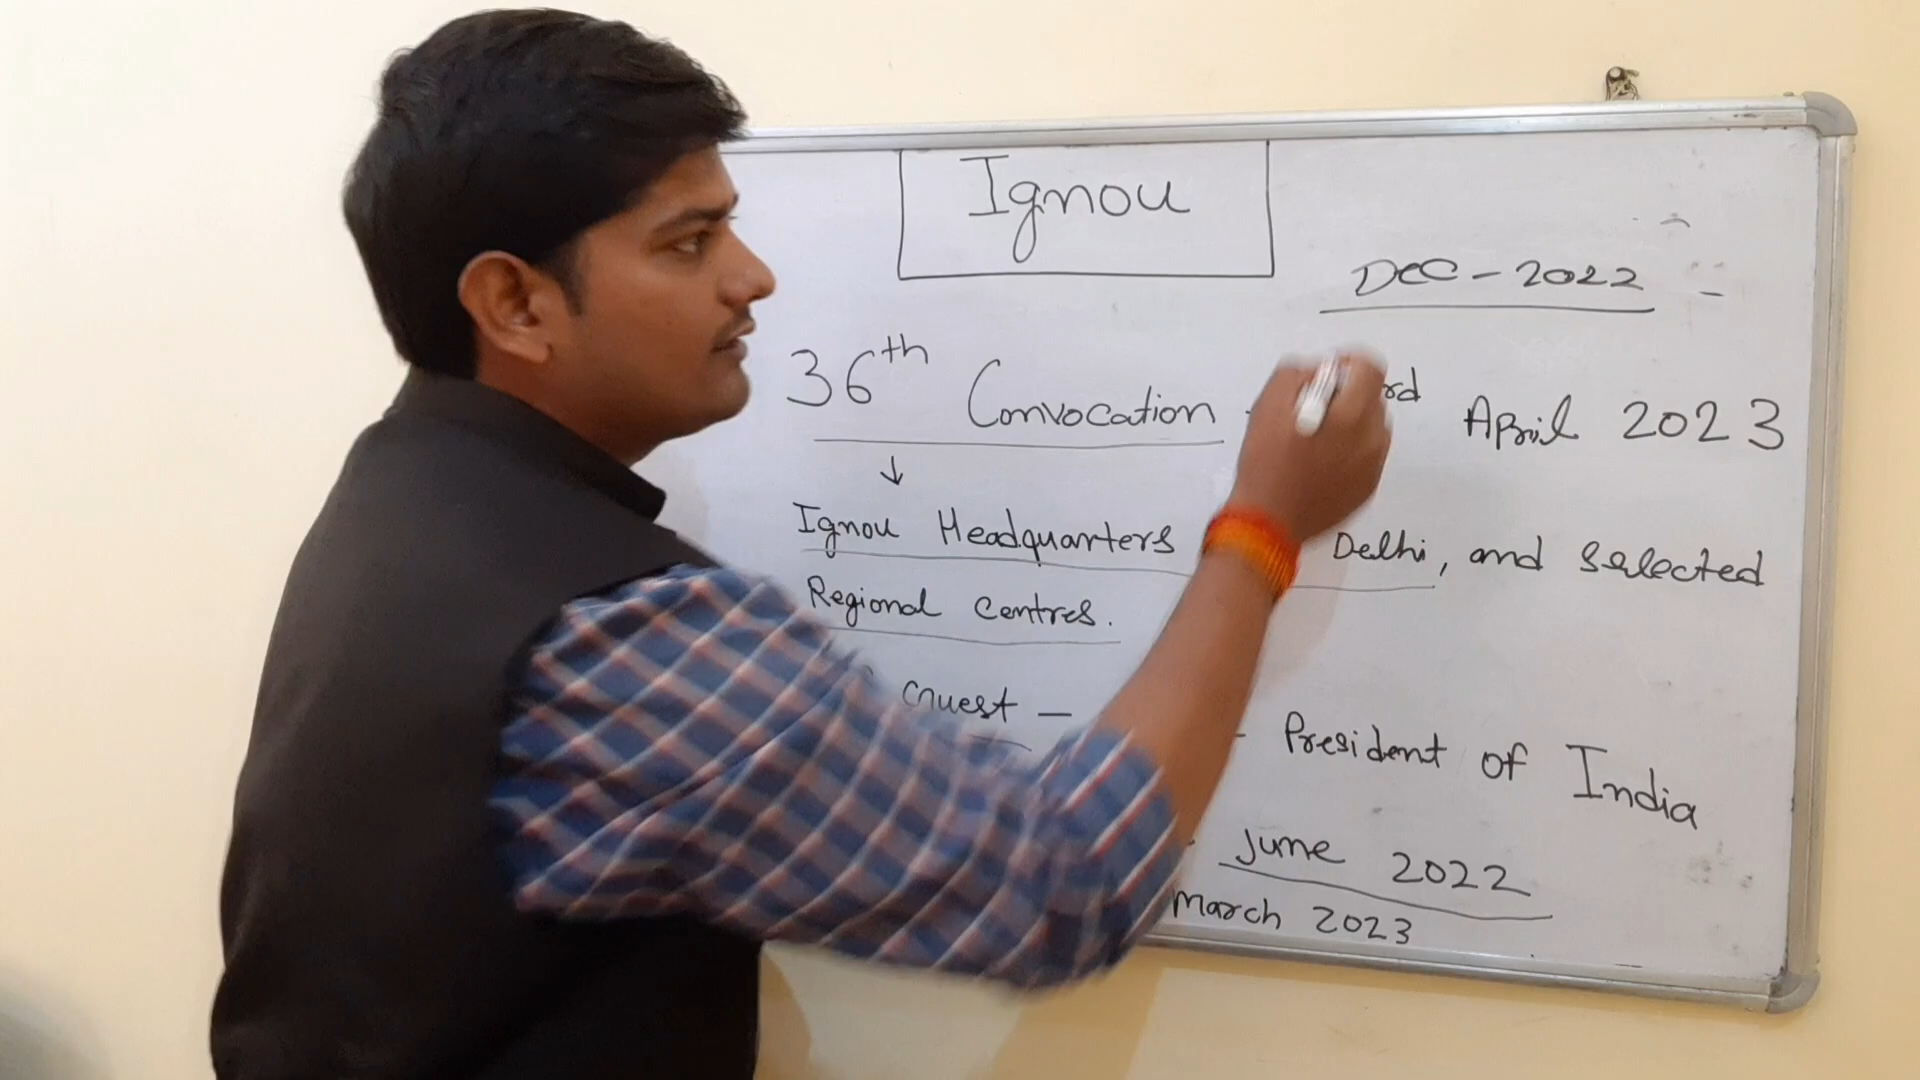 Ignou
Dec - 2022
36th Convocation - rd April 2023
Ignou Headquarters Delhi, and selected
Regional Centres.
Guest -
- President of India
June 2022
March 2023